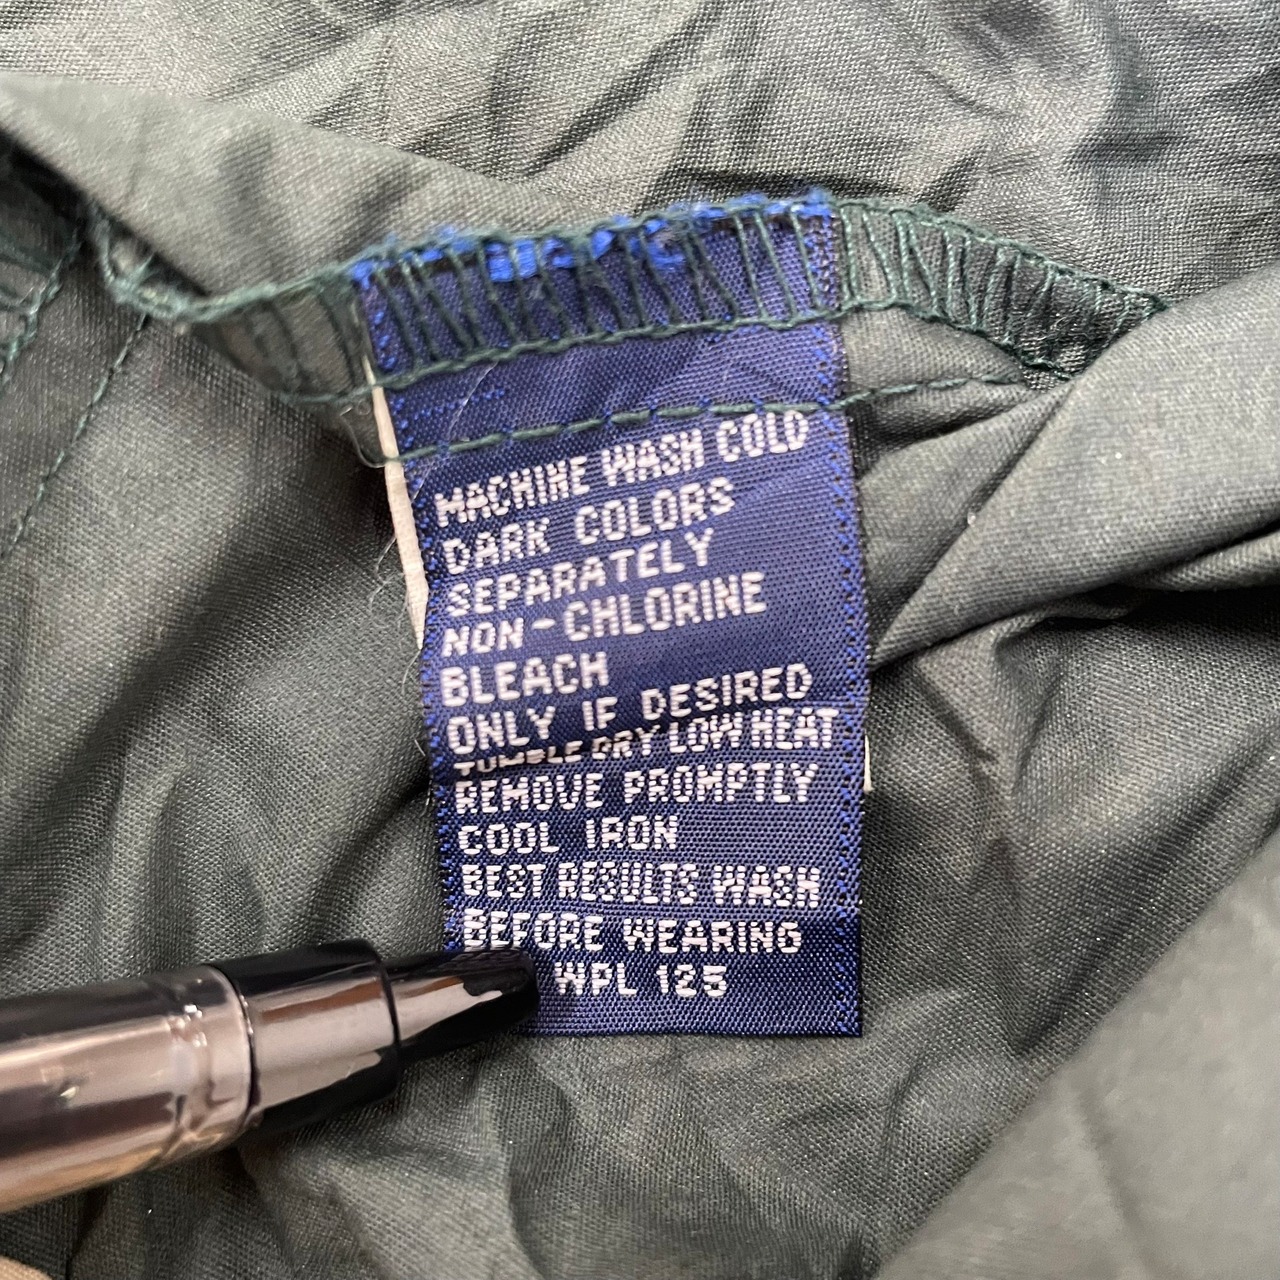 MACHINE WASH COLD
DARK COLORS
SEPARATELY
NON-CHLORINE
BLEACH
ONLY IF DESIRED
TUMBLE DRY LOW HEAT
REMOVE PROMPTLY
COOL IRON
BEST RESULTS WASH
BEFORE WEARING
WPL 125